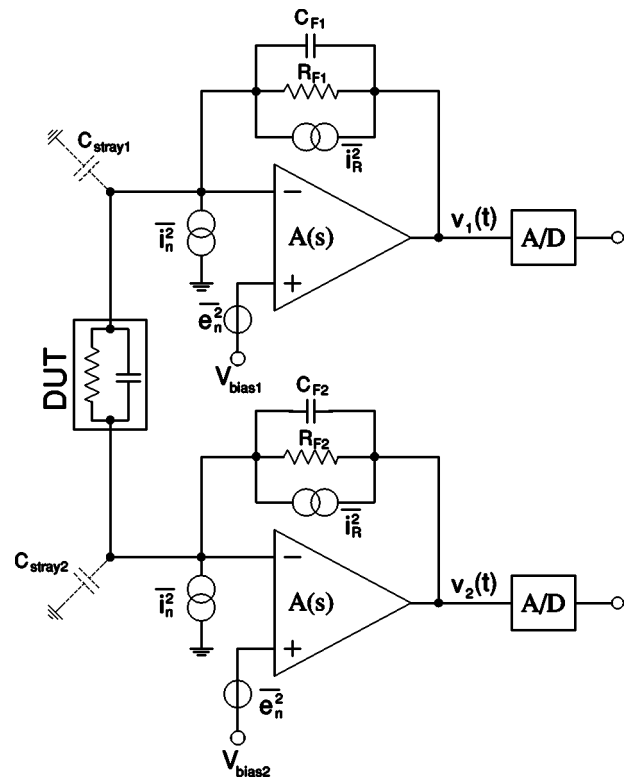 C_F1
R_F1
i_R^2
C_stray1
i_n^2
−
A(s)
+
v_1(t)
A/D
e_n^2
V_bias1
DUT
C_F2
R_F2
i_R^2
C_stray2
i_n^2
−
A(s)
+
v_2(t)
A/D
e_n^2
V_bias2